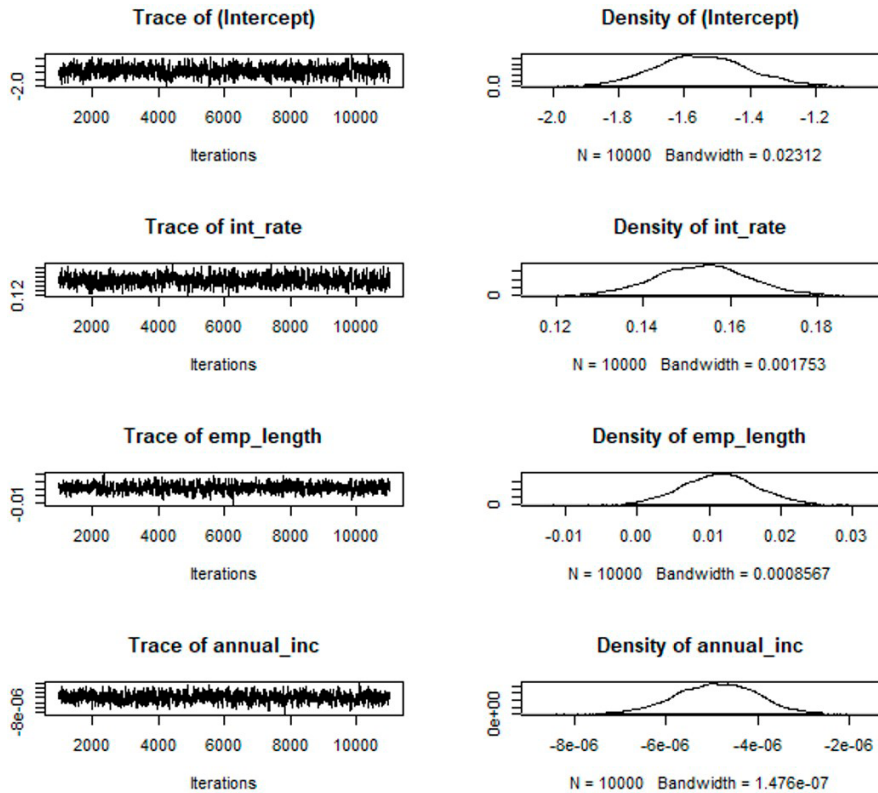 Trace of (Intercept)
-2.0
2000 4000 6000 8000 10000
Iterations
Density of (Intercept)
0.0
-2.0 -1.8 -1.6 -1.4 -1.2
N = 10000 Bandwidth = 0.02312
Trace of int_rate
0.12
2000 4000 6000 8000 10000
Iterations
Density of int_rate
0
0.12 0.14 0.16 0.18
N = 10000 Bandwidth = 0.001753
Trace of emp_length
-0.01
2000 4000 6000 8000 10000
Iterations
Density of emp_length
0
-0.01 0.00 0.01 0.02 0.03
N = 10000 Bandwidth = 0.0008567
Trace of annual_inc
-8e-06
2000 4000 6000 8000 10000
Iterations
Density of annual_inc
0e+00
-8e-06 -6e-06 -4e-06 -2e-06
N = 10000 Bandwidth = 1.476e-07